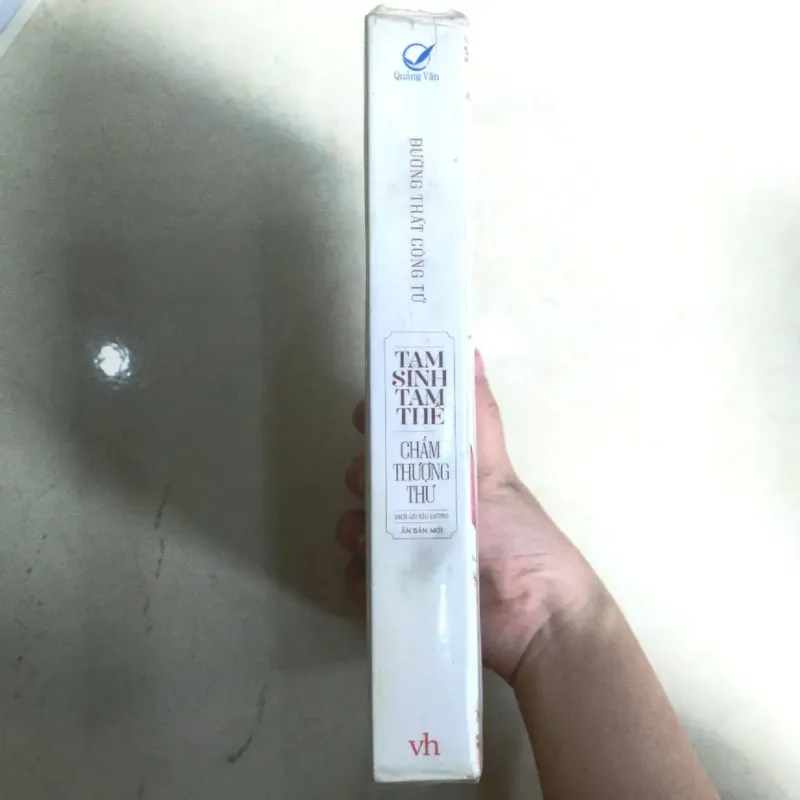 Quảng Văn
ĐƯỜNG THẤT CÔNG TỬ
TAM
SINH
TAM
THẾ
CHẨM
THƯỢNG
THƯ
ẤN BẢN MỚI
vh